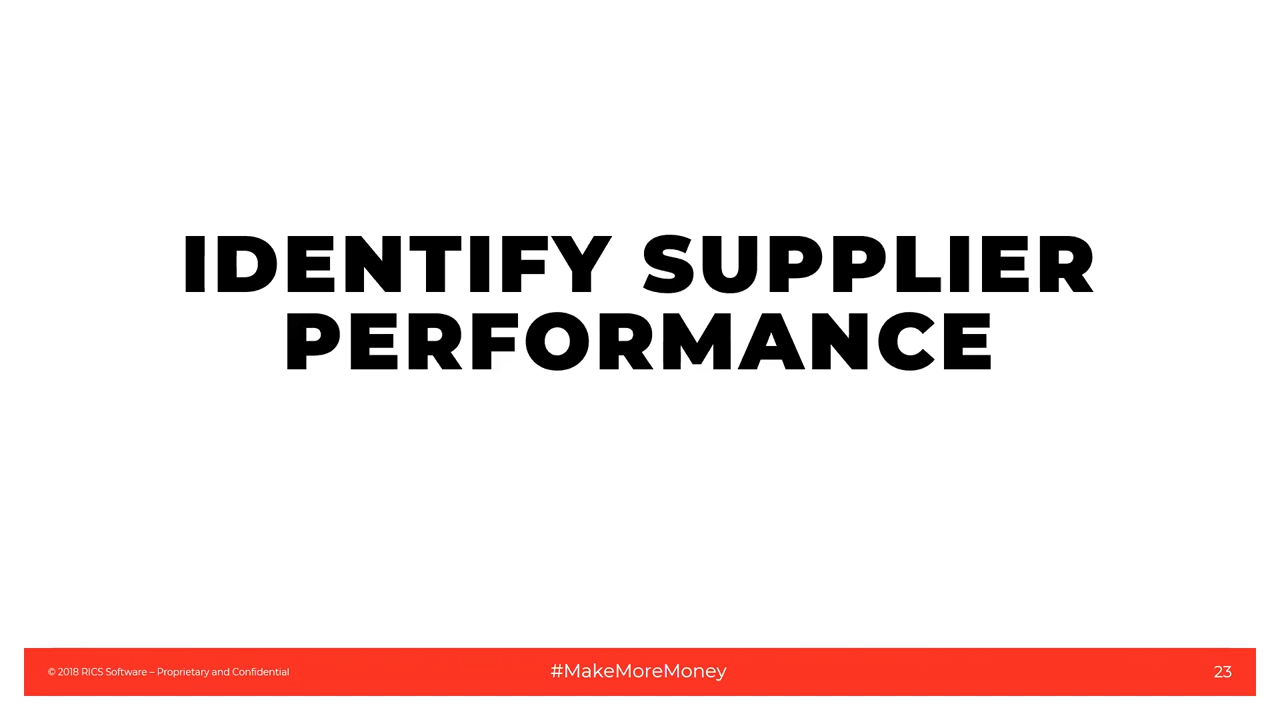 IDENTIFY SUPPLIER
PERFORMANCE
© 2018 RICS Software – Proprietary and Confidential
#MakeMoreMoney
23